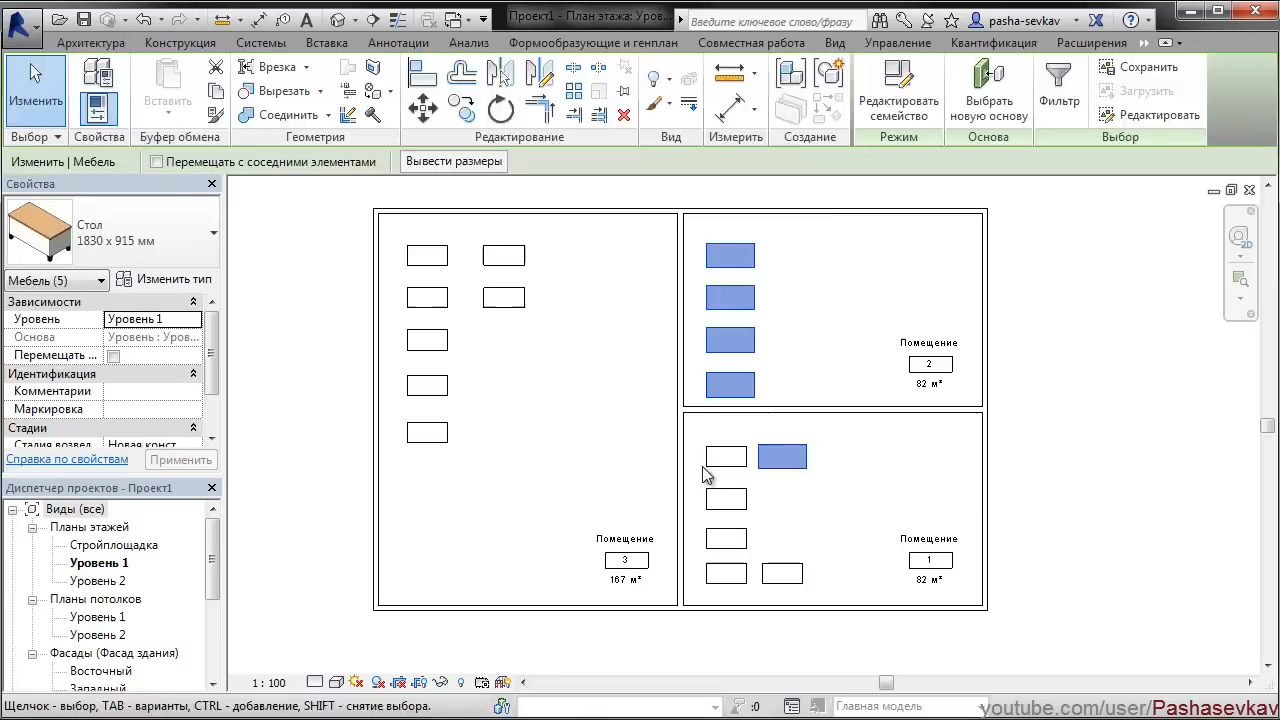 Проект1 - План этажа: Уров...
Введите ключевое слово/фразу
pasha-sevkav
Архитектура
Конструкция
Системы
Вставка
Аннотации
Анализ
Формообразующие и генплан
Совместная работа
Вид
Управление
Квантификация
Расширения
Изменить
Вставить
Врезка
Вырезать
Соединить
Редактировать семейство
Выбрать новую основу
Фильтр
Сохранить
Загрузить
Редактировать
Выбор
Свойства
Буфер обмена
Геометрия
Редактирование
Вид
Измерить
Создание
Режим
Основа
Выбор
Изменить | Мебель
Перемещать с соседними элементами
Вывести размеры
Свойства
Стол
1830 x 915 мм
Мебель (5)
Изменить тип
Зависимости
Уровень
Уровень 1
Основа
Уровень : Уров...
Перемещать ...
Идентификация
Комментарии
Маркировка
Стадии
Стадия возвел
Новая конст
Справка по свойствам
Применить
Диспетчер проектов - Проект1
Виды (все)
Планы этажей
Стройплощадка
Уровень 1
Уровень 2
Планы потолков
Уровень 1
Уровень 2
Фасады (Фасад здания)
Восточный
Западный
2D
Помещение
2
82 м²
Помещение
3
167 м²
Помещение
1
82 м²
1 : 100
Щелчок - выбор, TAB - варианты, CTRL - добавление, SHIFT - снятие выбора.
:0
Главная модель
youtube.com/user/Pashasevkav